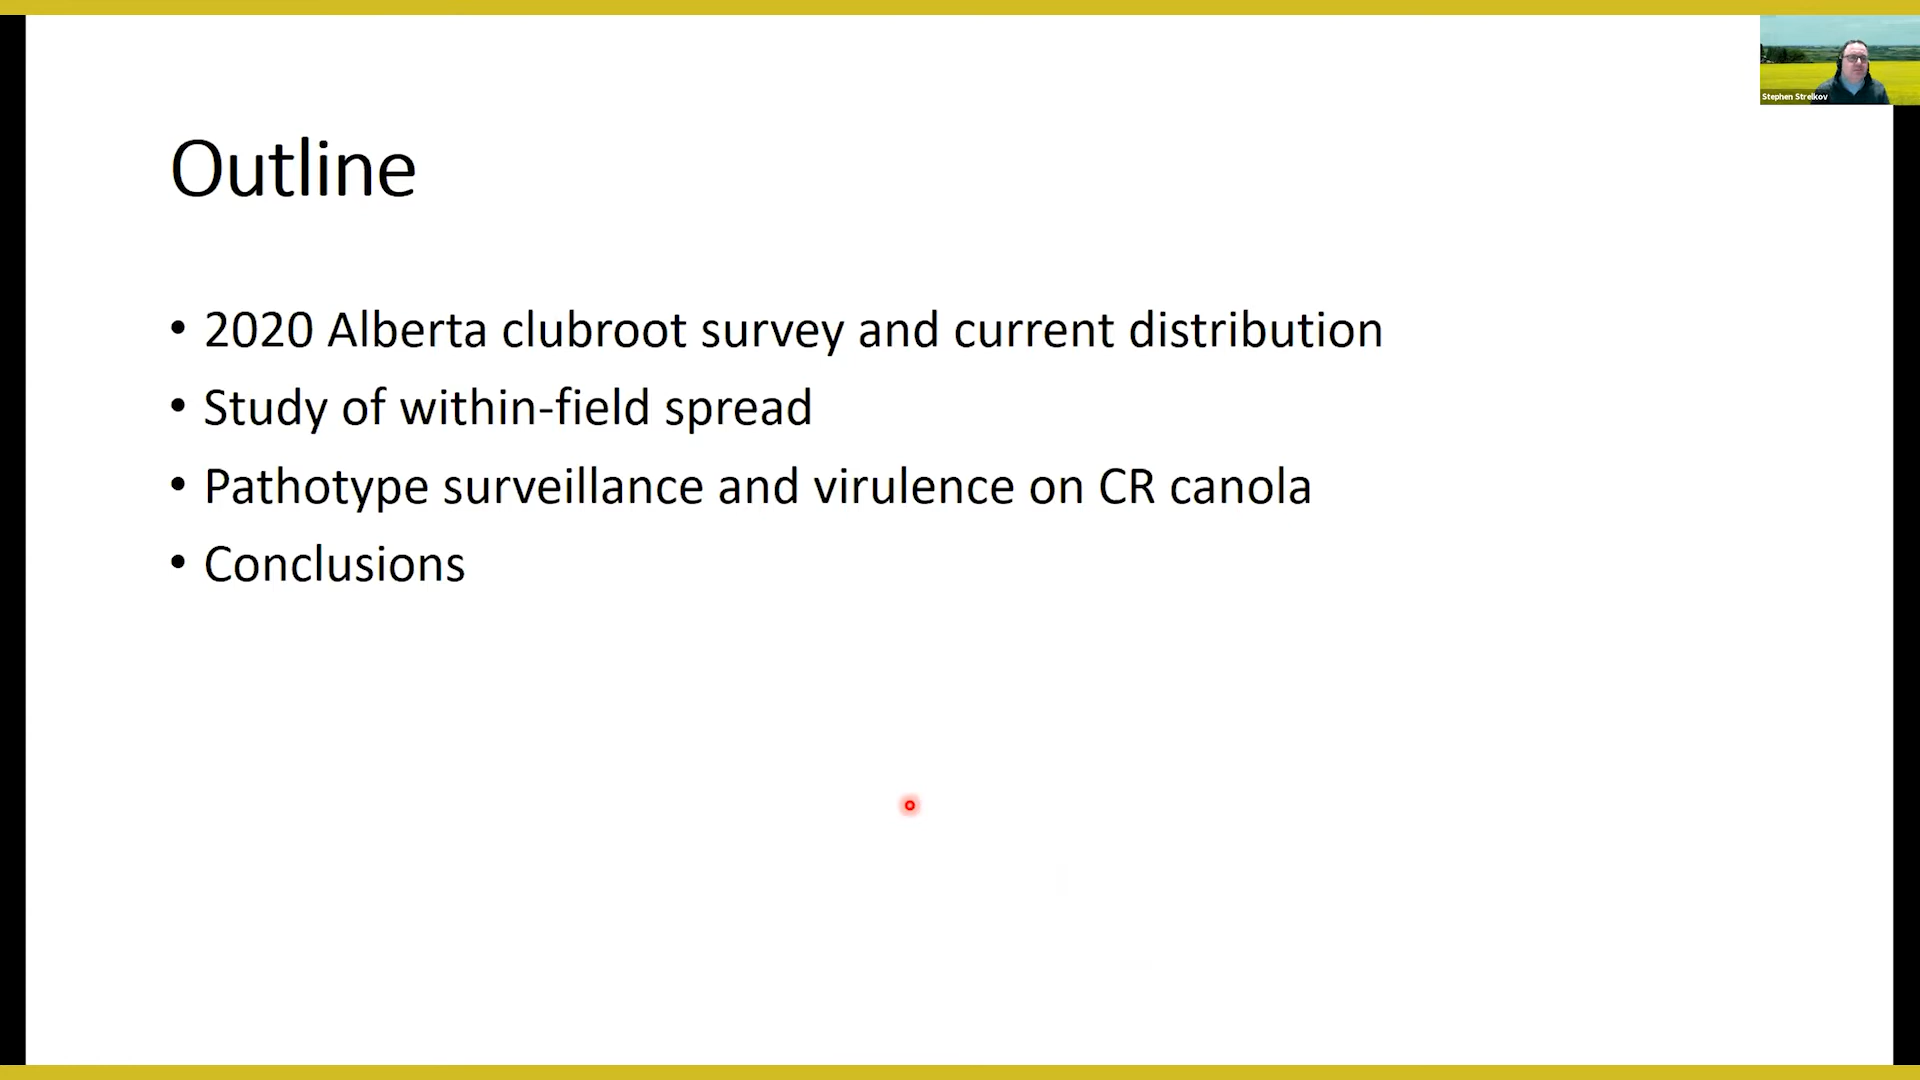 Stephen Strelkov
Outline
• 2020 Alberta clubroot survey and current distribution
• Study of within-field spread
• Pathotype surveillance and virulence on CR canola
• Conclusions